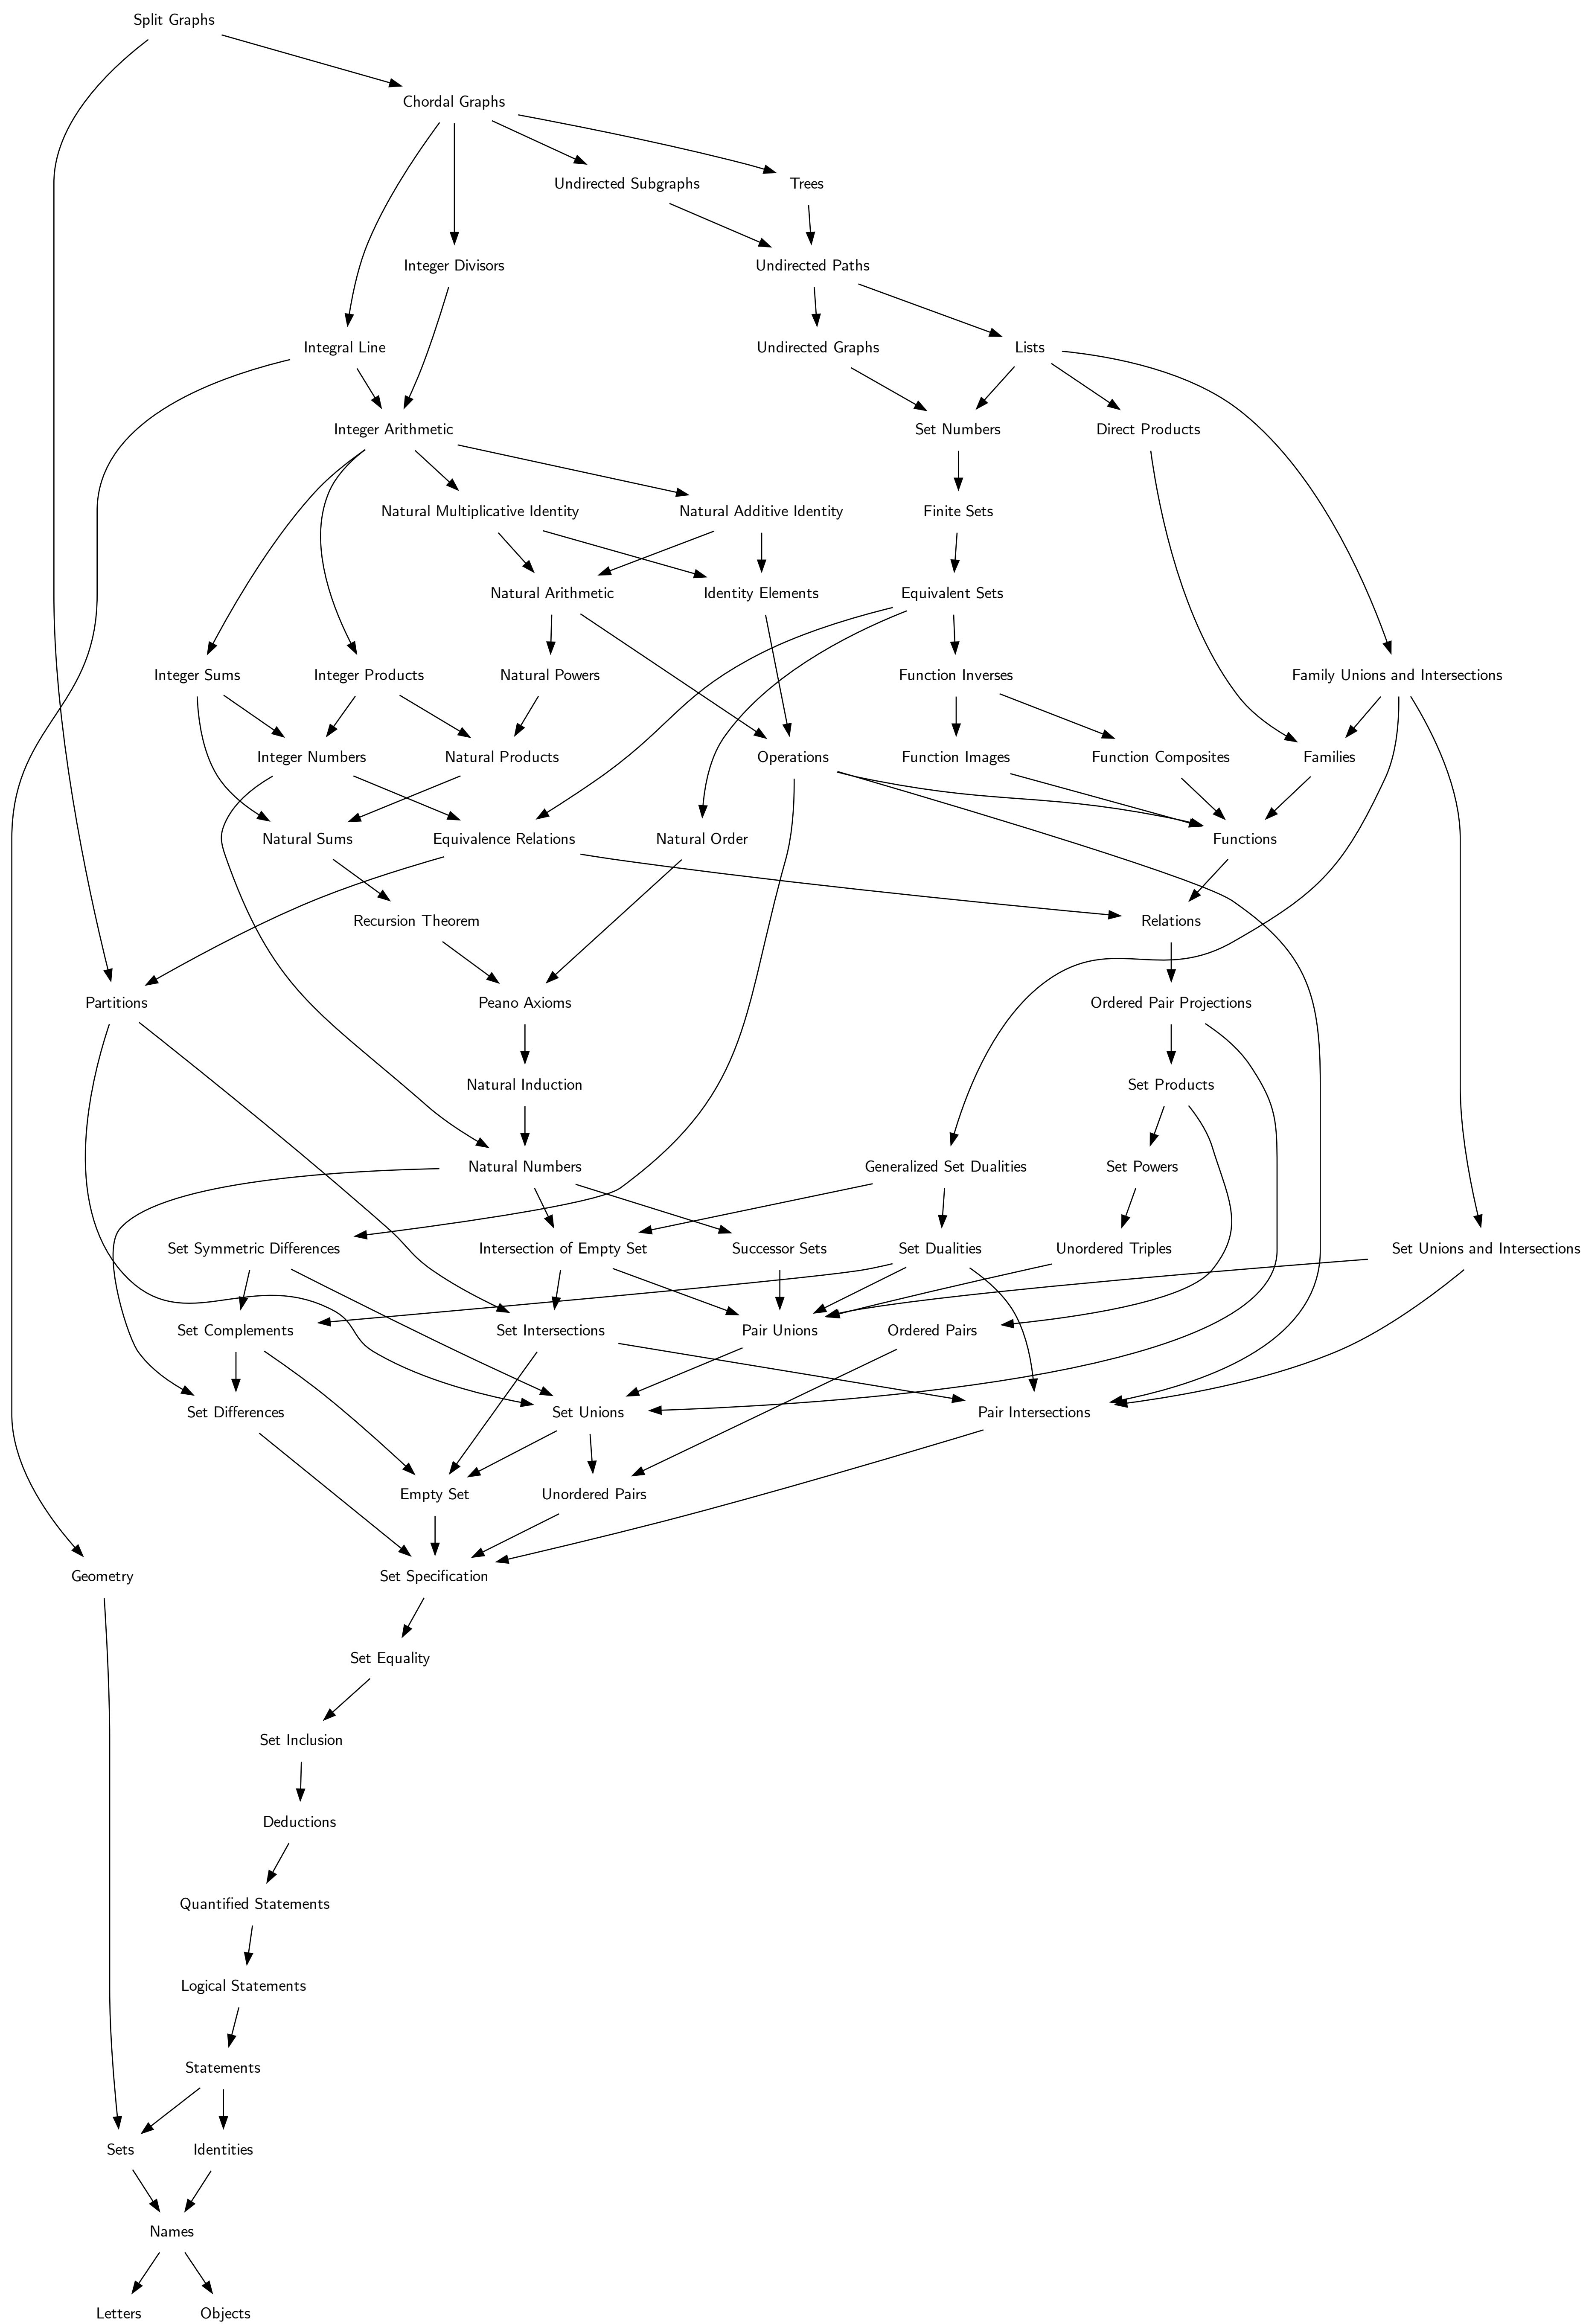 Split Graphs
Chordal Graphs
Undirected Subgraphs
Trees
Integer Divisors
Undirected Paths
Integral Line
Undirected Graphs
Lists
Integer Arithmetic
Set Numbers
Direct Products
Natural Multiplicative Identity
Natural Additive Identity
Finite Sets
Natural Arithmetic
Identity Elements
Equivalent Sets
Integer Sums
Integer Products
Natural Powers
Function Inverses
Family Unions and Intersections
Integer Numbers
Natural Products
Operations
Function Images
Function Composites
Families
Natural Sums
Equivalence Relations
Natural Order
Functions
Recursion Theorem
Relations
Partitions
Peano Axioms
Ordered Pair Projections
Natural Induction
Set Products
Natural Numbers
Generalized Set Dualities
Set Powers
Set Symmetric Differences
Intersection of Empty Set
Successor Sets
Set Dualities
Unordered Triples
Set Unions and Intersections
Set Complements
Set Intersections
Pair Unions
Ordered Pairs
Set Differences
Set Unions
Pair Intersections
Empty Set
Unordered Pairs
Geometry
Set Specification
Set Equality
Set Inclusion
Deductions
Quantified Statements
Logical Statements
Statements
Sets
Identities
Names
Letters
Objects